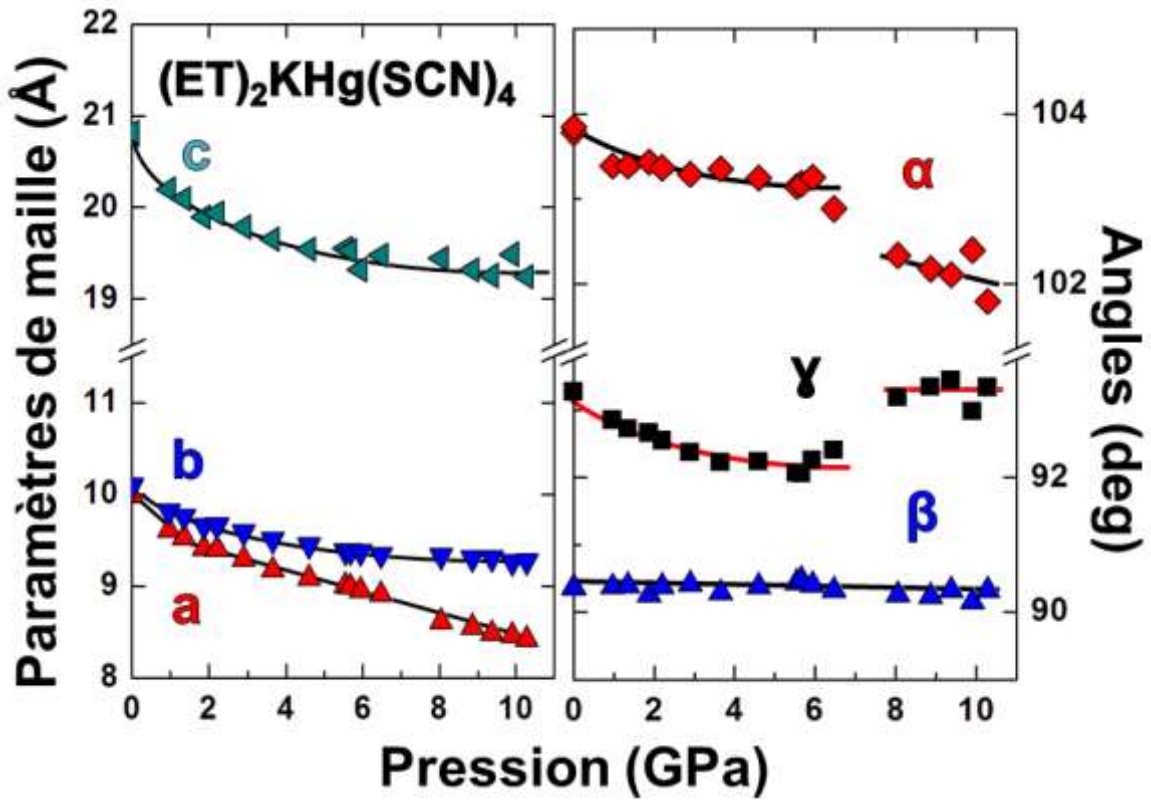 (ET)2KHg(SCN)4
Paramètres de maille (Å)
22
21
20
19
11
10
9
8
c
b
a
0
2
4
6
8
10
α
ɣ
β
104
102
92
90
Angles (deg)
0
2
4
6
8
10
Pression (GPa)